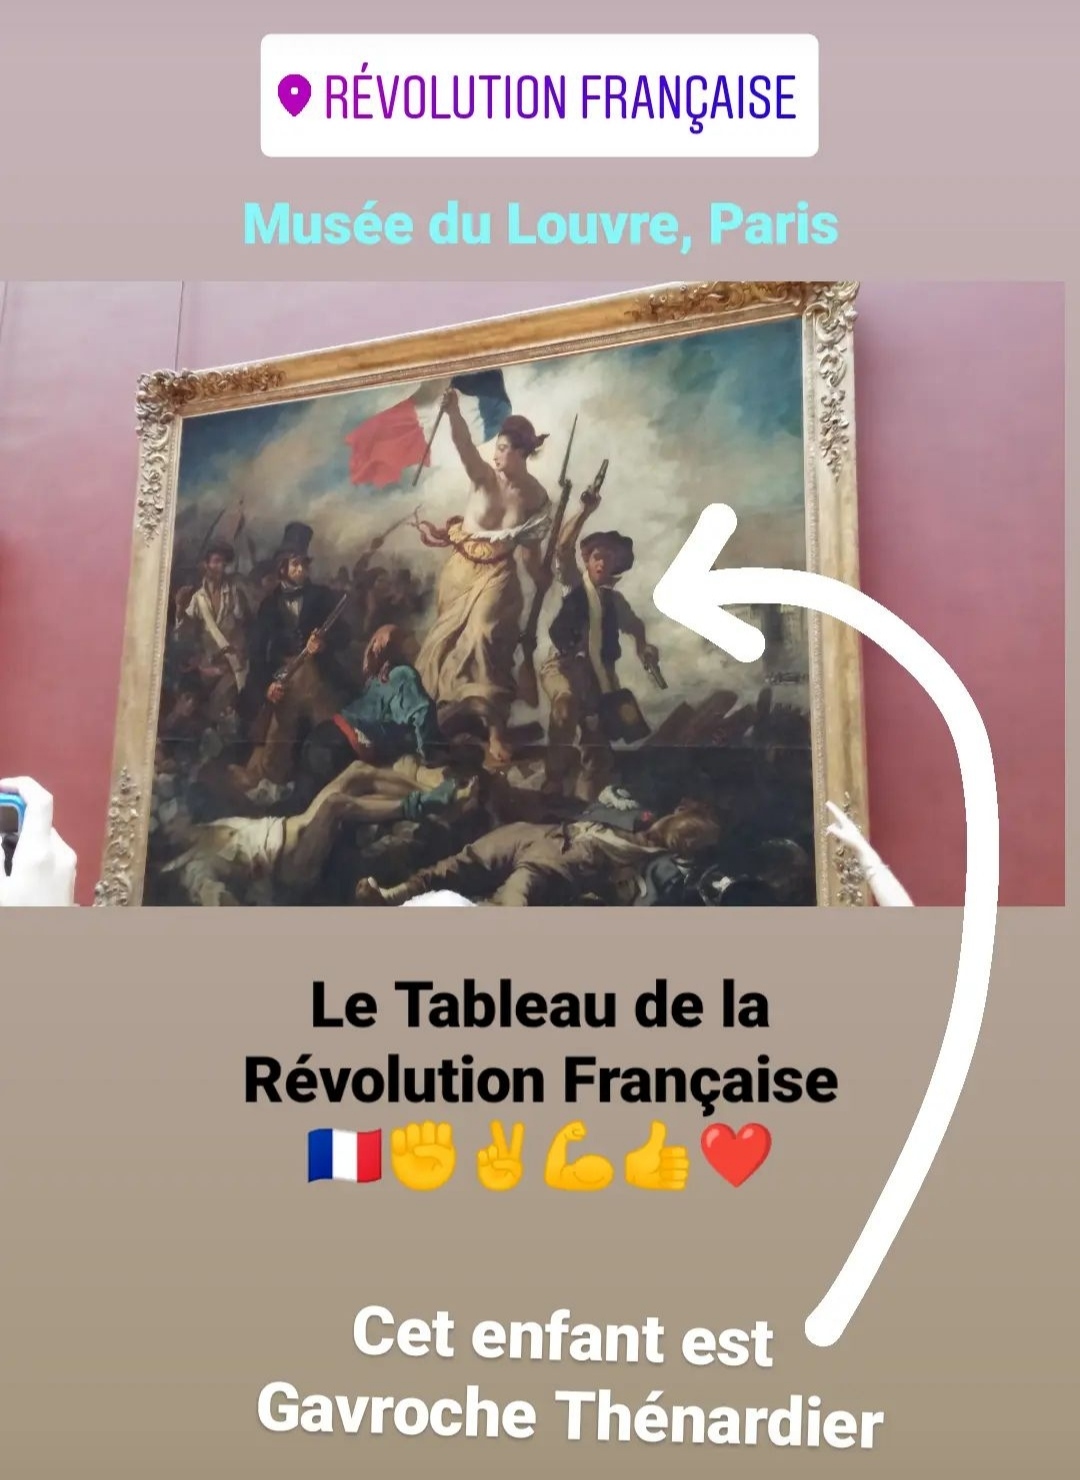 RÉVOLUTION FRANÇAISE
Musée du Louvre, Paris
Le Tableau de la
Révolution Française
🇫🇷✊✌️💪👍❤️
Cet enfant est
Gavroche Thénardier